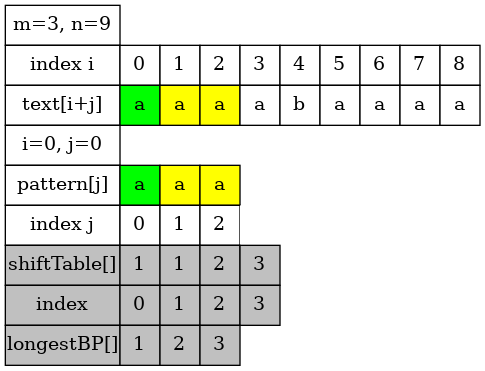 m=3, n=9
index i 0 1 2 3 4 5 6 7 8
text[i+j] a a a a b a a a a
i=0, j=0
pattern[j] a a a
index j 0 1 2
shiftTable[] 1 1 2 3
index 0 1 2 3
longestBP[] 1 2 3